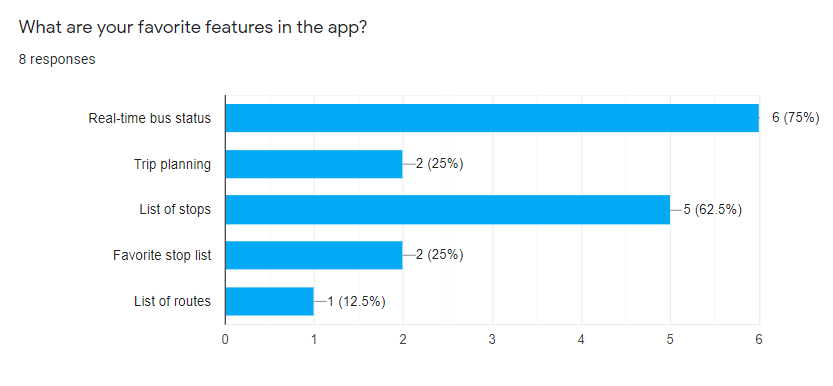 What are your favorite features in the app?
8 responses
Real-time bus status 6 (75%)
Trip planning 2 (25%)
List of stops 5 (62.5%)
Favorite stop list 2 (25%)
List of routes 1 (12.5%)
0 1 2 3 4 5 6